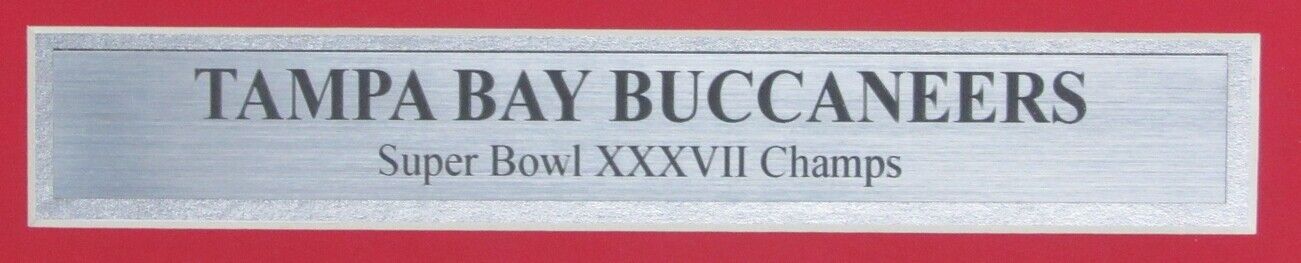 TAMPA BAY BUCCANEERS
Super Bowl XXXVII Champs